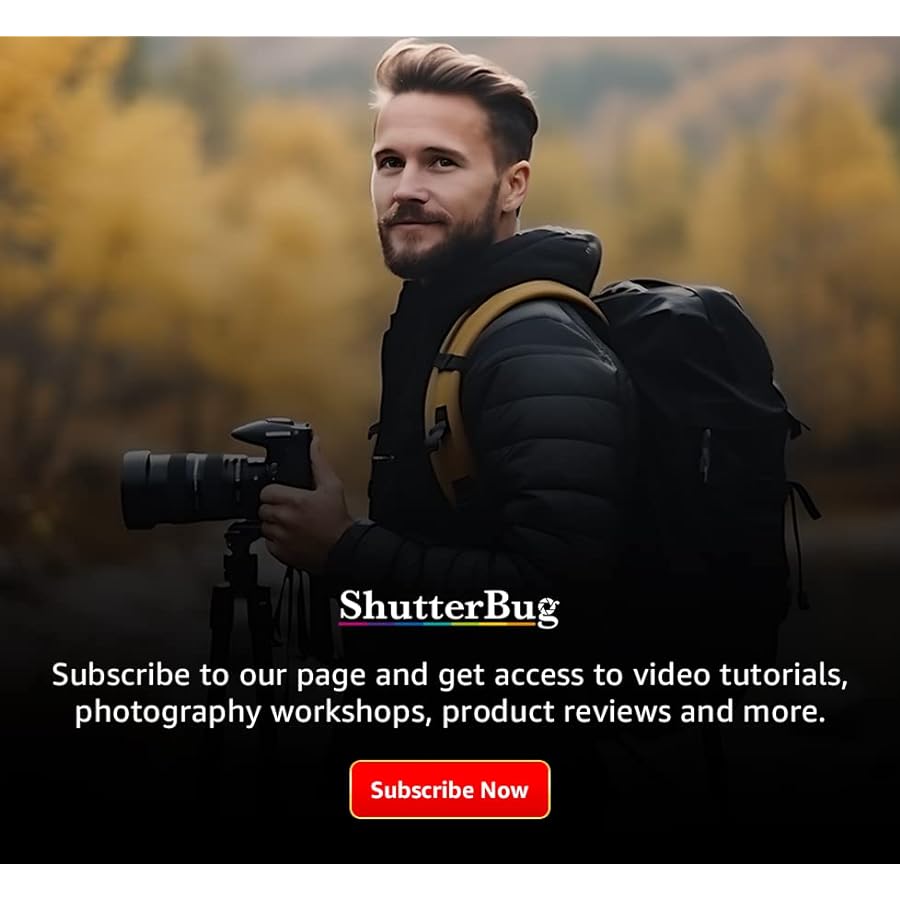 ShutterBug
Subscribe to our page and get access to video tutorials,
photography workshops, product reviews and more.
Subscribe Now